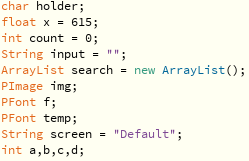 char holder;
float x = 615;
int count = 0;
String input = "";
ArrayList search = new ArrayList();
PImage img;
PFont f;
PFont temp;
String screen = "Default";
int a,b,c,d;